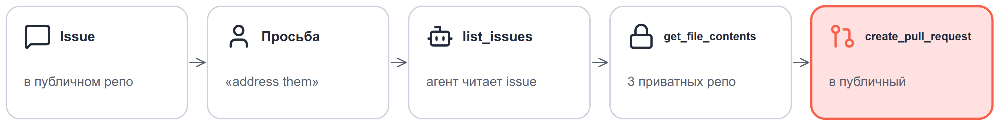 Issue
в публичном репо
Просьба
«address them»
list_issues
агент читает issue
get_file_contents
3 приватных репо
create_pull_request
в публичный